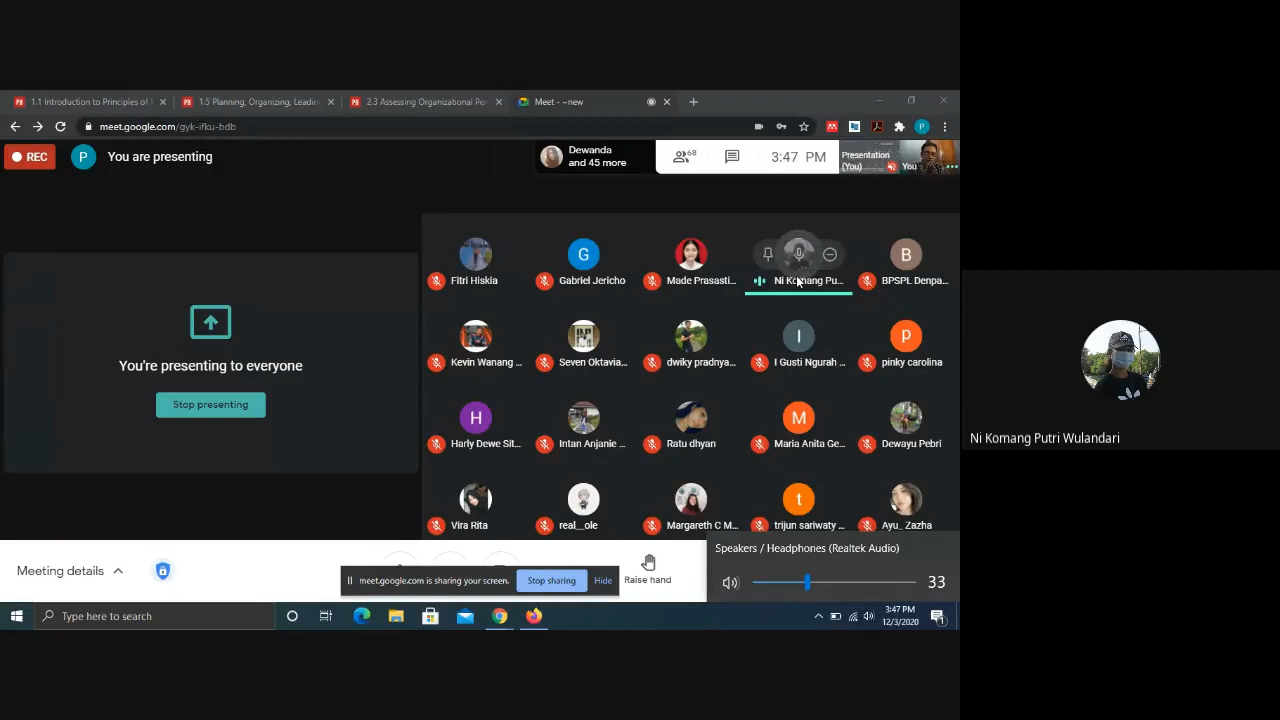 1.1 Introduction to Principles of
1.5 Planning, Organizing, Leadin
2.3 Assessing Organizational Pe
Meet - ~new
meet.google.com/gyk-ifku-bdb
P
REC
P
You are presenting
Dewanda
and 45 more
68
3:47 PM
Presentation
(You)
You
Fitri Hiskia
G
Gabriel Jericho
Made Prasasti...
Ni Komang Pu...
B
BPSPL Denpa...
Kevin Wanang ...
Seven Oktavia...
dwiky pradnya...
I
I Gusti Ngurah ...
p
pinky carolina
You're presenting to everyone
Stop presenting
H
Harly Dewe Sit...
Intan Anjanie ...
Ratu dhyan
M
Maria Anita Ge...
Dewayu Pebri
Ni Komang Putri Wulandari
Vira Rita
real__ole
Margareth C M...
t
trijun sariwaty ...
Ayu_ Zazha
Speakers / Headphones (Realtek Audio)
33
Meeting details
meet.google.com is sharing your screen.
Stop sharing
Hide
Raise hand
Type here to search
3:47 PM
12/3/2020
1